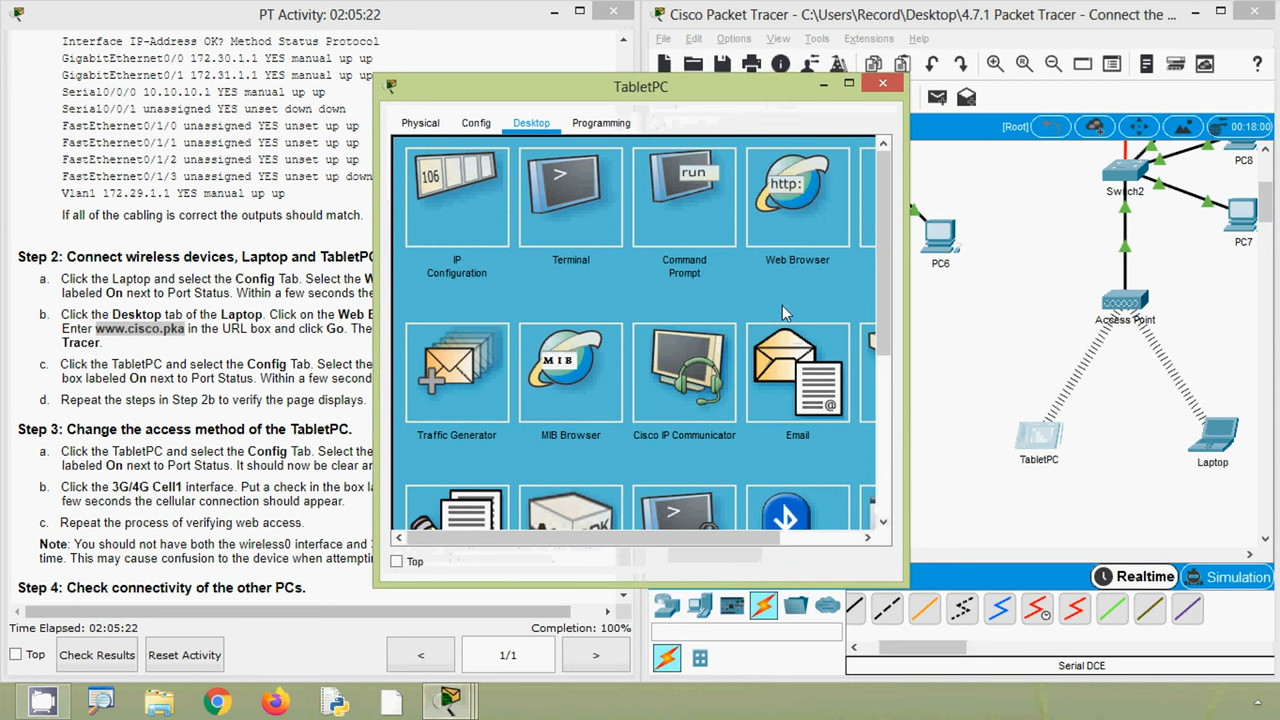 PT Activity: 02:05:22
Interface IP-Address OK? Method Status Protocol
GigabitEthernet0/0 172.30.1.1 YES manual up up
GigabitEthernet0/1 172.31.1.1 YES manual up up
Serial0/0/0 10.10.10.1 YES manual up up
Serial0/0/1 unassigned YES unset down down
FastEthernet0/1/0 unassigned YES unset up up
FastEthernet0/1/1 unassigned YES unset up up
FastEthernet0/1/2 unassigned YES unset up up
FastEthernet0/1/3 unassigned YES unset up up
Vlan1 172.29.1.1 YES manual up up
If all of the cabling is correct the outputs should match.
Step 2: Connect wireless devices, Laptop and TabletPC
a. Click the Laptop and select the Config Tab. Select the W
labeled On next to Port Status. Within a few seconds the
b. Click the Desktop tab of the Laptop. Click on the Web B
Enter www.cisco.pka in the URL box and click Go. The
Tracer.
c. Click the TabletPC and select the Config Tab. Select the
box labeled On next to Port Status. Within a few second
d. Repeat the steps in Step 2b to verify the page displays.
Step 3: Change the access method of the TabletPC.
a. Click the TabletPC and select the Config Tab. Select the
labeled On next to Port Status. It should now be clear an
b. Click the 3G/4G Cell1 interface. Put a check in the box l
few seconds the cellular connection should appear.
c. Repeat the process of verifying web access.
Note: You should not have both the wireless0 interface and 3
time. This may cause confusion to the device when attempti
Step 4: Check connectivity of the other PCs.
Time Elapsed: 02:05:22
Completion: 100%
Top
Check Results
Reset Activity
<
1/1
>
TabletPC
Physical
Config
Desktop
Programming
106
>
run
http:
IP
Configuration
Terminal
Command
Prompt
Web Browser
MIB
@
Traffic Generator
MIB Browser
Cisco IP Communicator
Email
>
Top
Cisco Packet Tracer - C:\Users\Record\Desktop\4.7.1 Packet Tracer - Connect the ...
File
Edit
Options
View
Tools
Extensions
Help
[Root]
00:18:00
PC8
Switch2
PC7
PC6
Access Point
TabletPC
Laptop
Realtime
Simulation
Serial DCE